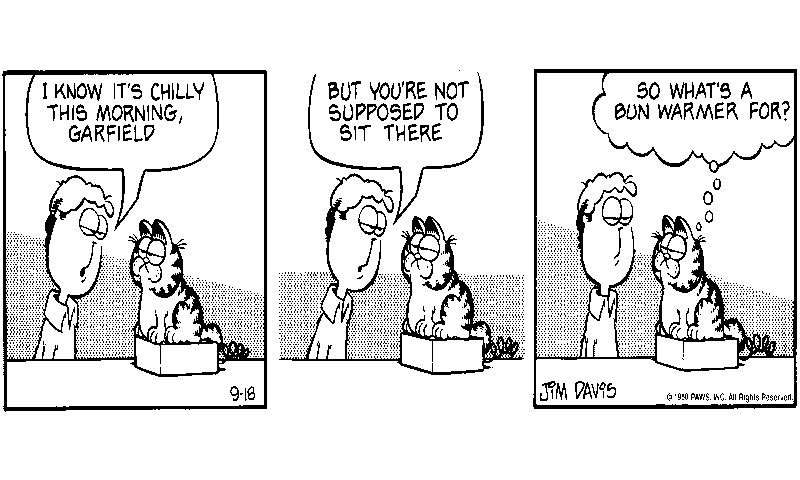 I KNOW IT'S CHILLY
THIS MORNING,
GARFIELD
9-18
BUT YOU'RE NOT
SUPPOSED TO
SIT THERE
SO WHAT'S A
BUN WARMER FOR?
JIM DAVIS
© 1990 PAWS, INC. All Rights Reserved.